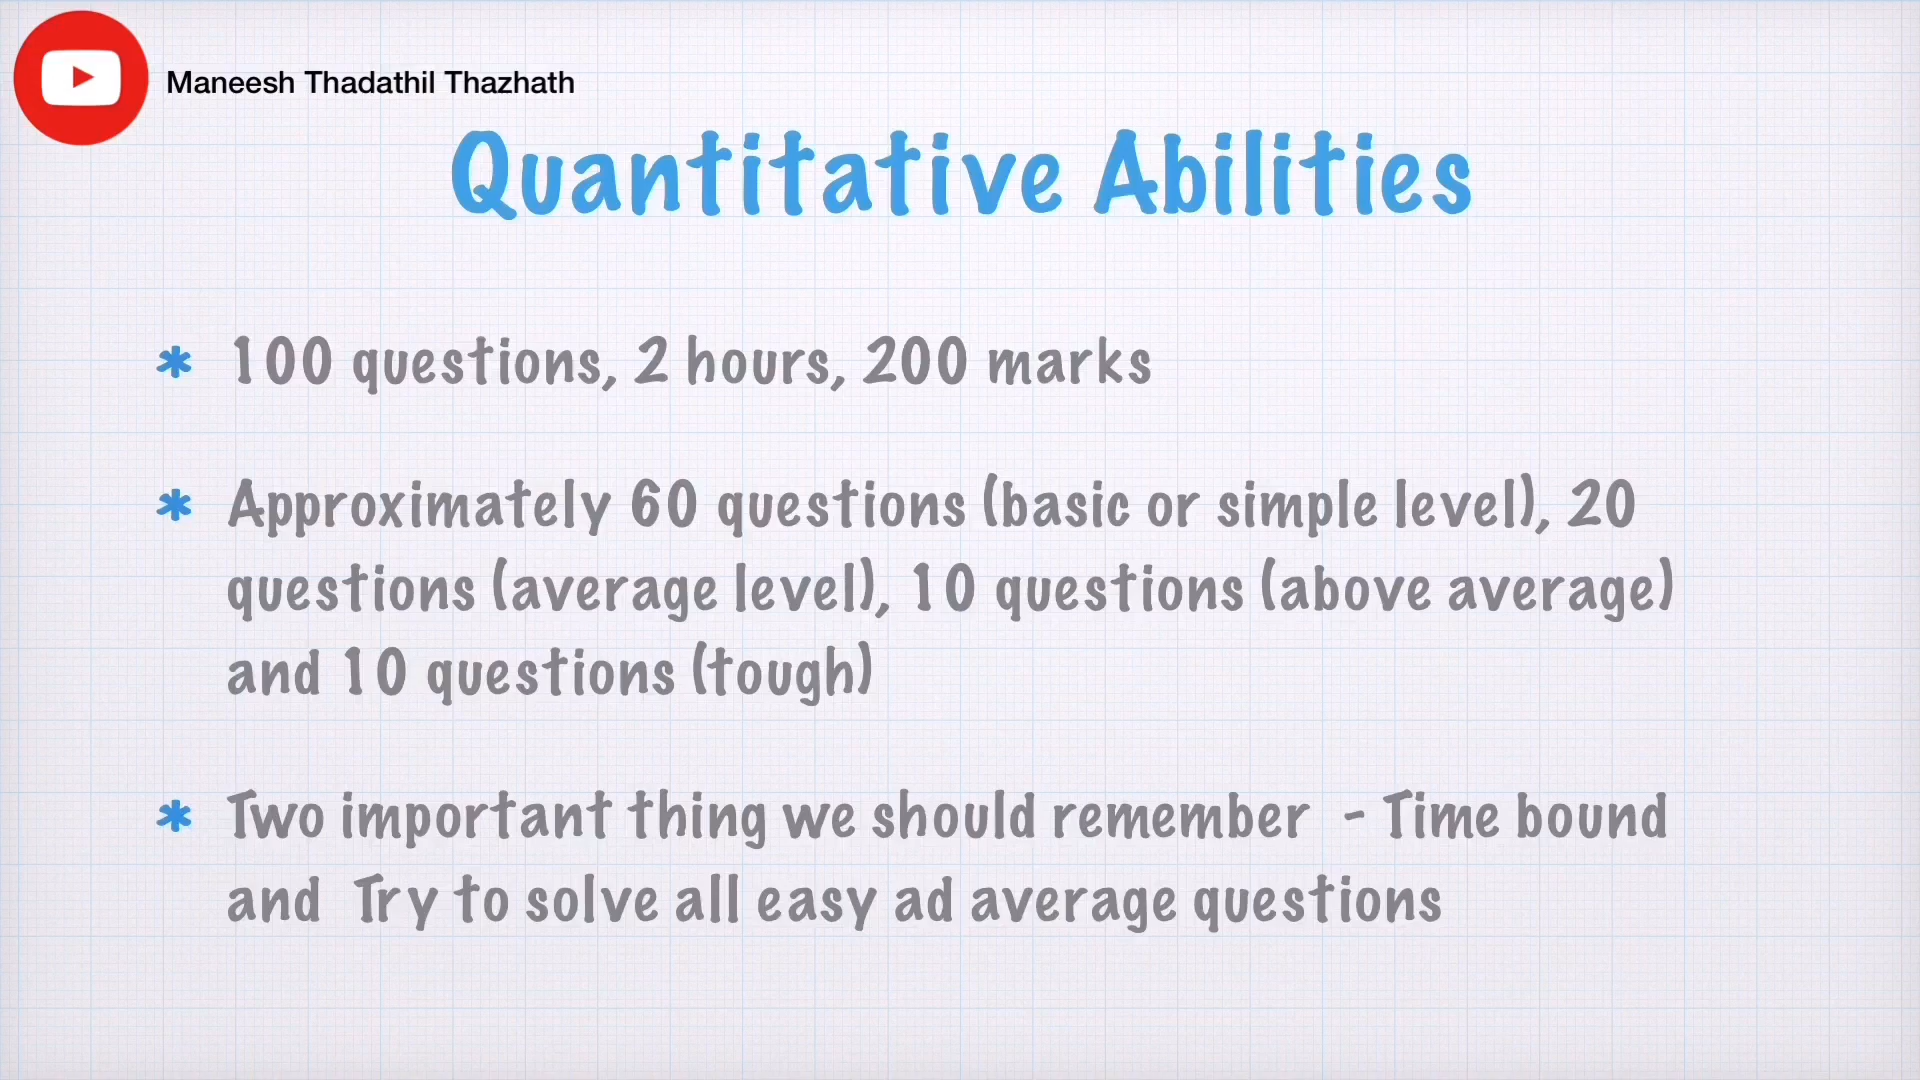 Maneesh Thadathil Thazhath
Quantitative Abilities
* 100 questions, 2 hours, 200 marks
* Approximately 60 questions (basic or simple level), 20
questions (average level), 10 questions (above average)
and 10 questions (tough)
* Two important thing we should remember - Time bound
and Try to solve all easy ad average questions